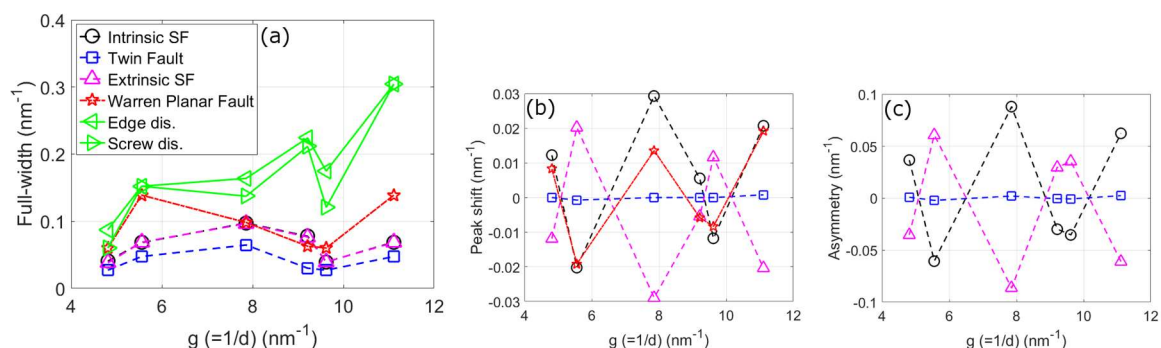 (a)
Full-width (nm⁻¹)
0.4
0.3
0.2
0.1
0
Intrinsic SF
Twin Fault
Extrinsic SF
Warren Planar Fault
Edge dis.
Screw dis.
4 6 8 10 12
g (=1/d) (nm⁻¹)
(b)
Peak shift (nm⁻¹)
0.03
0.02
0.01
0
-0.01
-0.02
-0.03
4 6 8 10 12
g (=1/d) (nm⁻¹)
(c)
Asymmetry (nm⁻¹)
0.1
0.05
0
-0.05
-0.1
4 6 8 10 12
g (=1/d) (nm⁻¹)